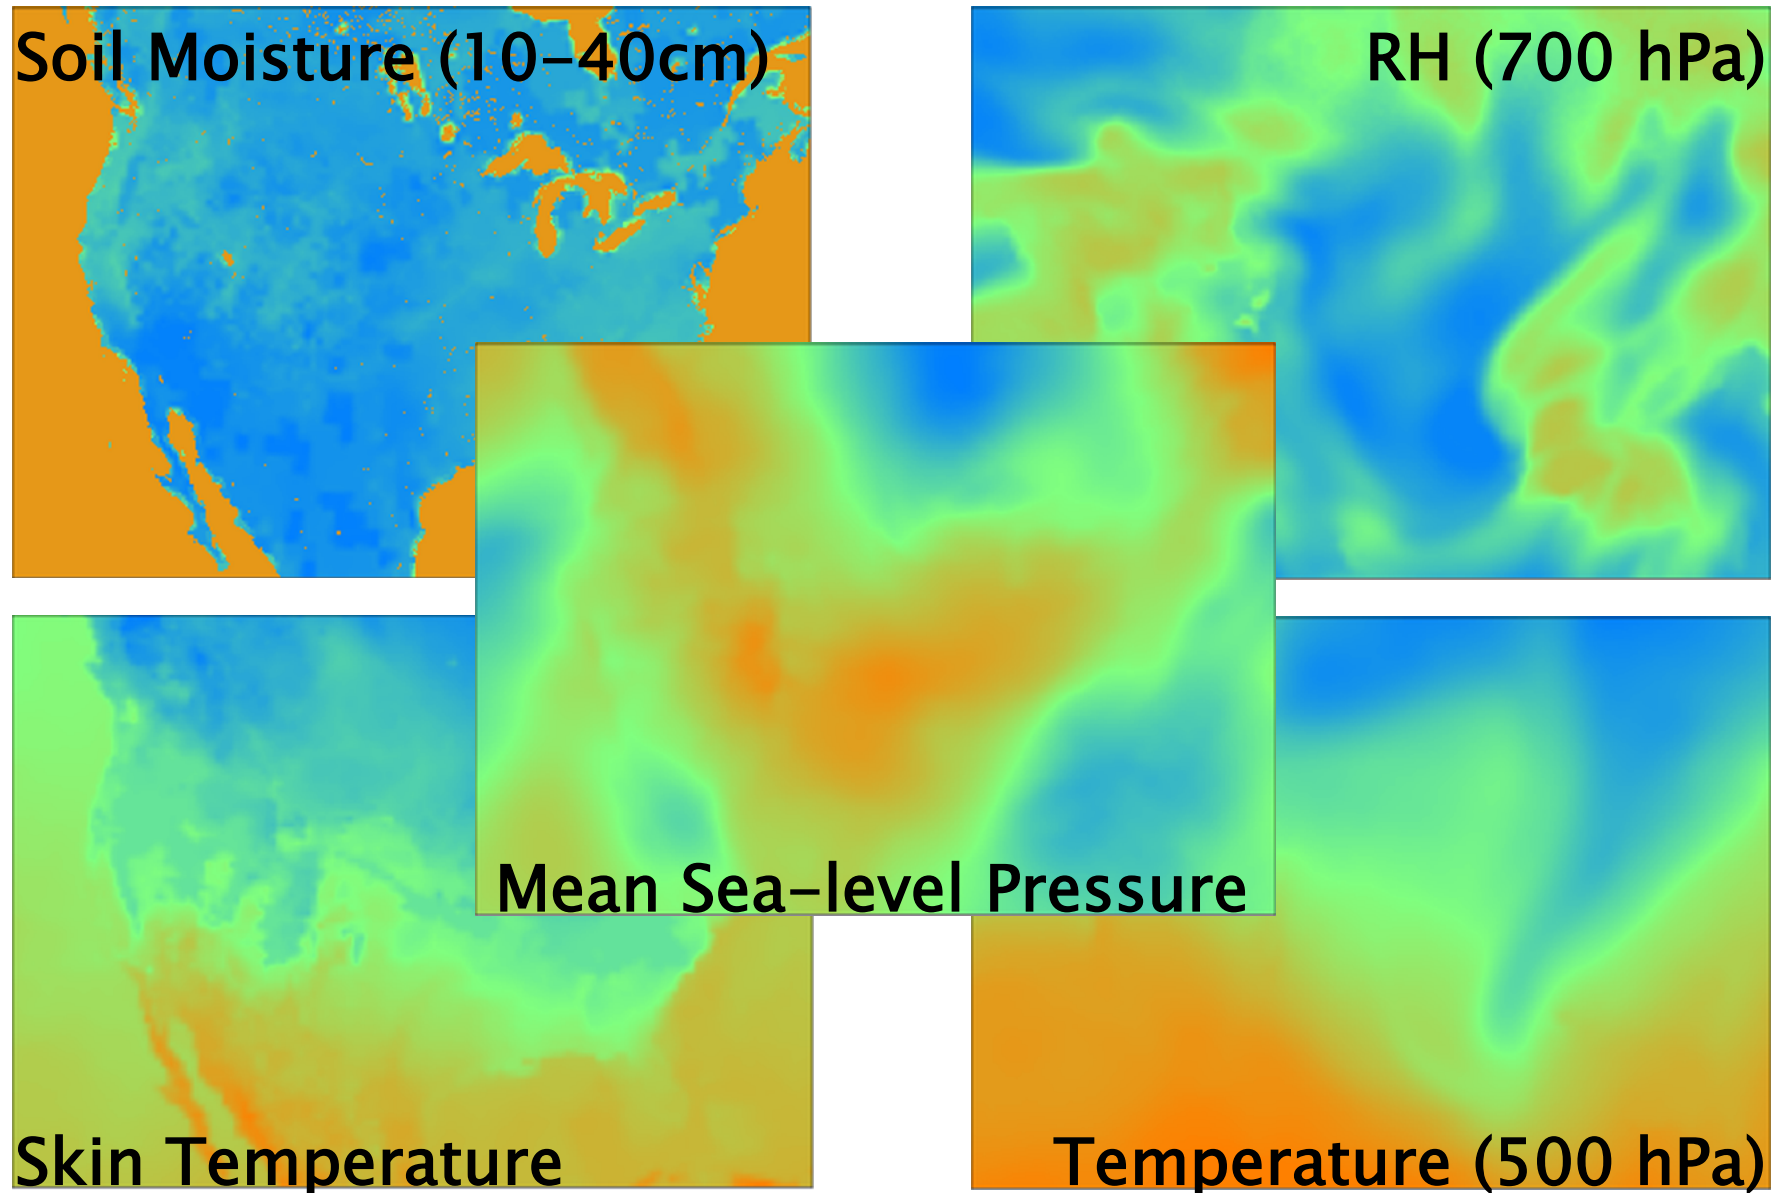 Soil Moisture (10-40cm)
RH (700 hPa)
Mean Sea-level Pressure
Skin Temperature
Temperature (500 hPa)